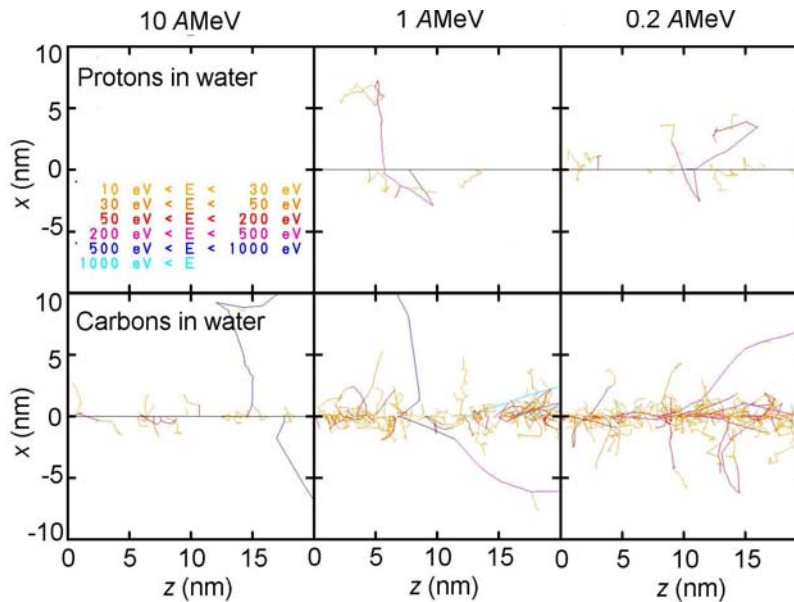 10 AMeV 1 AMeV 0.2 AMeV
10
Protons in water
5
x (nm)
0
10 eV < E < 30 eV
30 eV < E < 50 eV
50 eV < E < 200 eV
-5
200 eV < E < 500 eV
500 eV < E < 1000 eV
1000 eV < E
10
Carbons in water
5
x (nm)
0
-5
-10
0 5 10 15 5 10 15 5 10 15
z (nm) z (nm) z (nm)